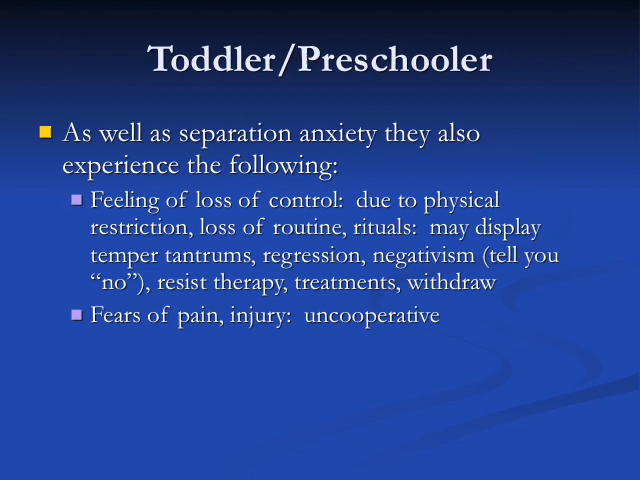 Toddler/Preschooler
As well as separation anxiety they also
experience the following:
Feeling of loss of control:  due to physical
restriction, loss of routine, rituals:  may display
temper tantrums, regression, negativism (tell you
“no”), resist therapy, treatments, withdraw
Fears of pain, injury:  uncooperative